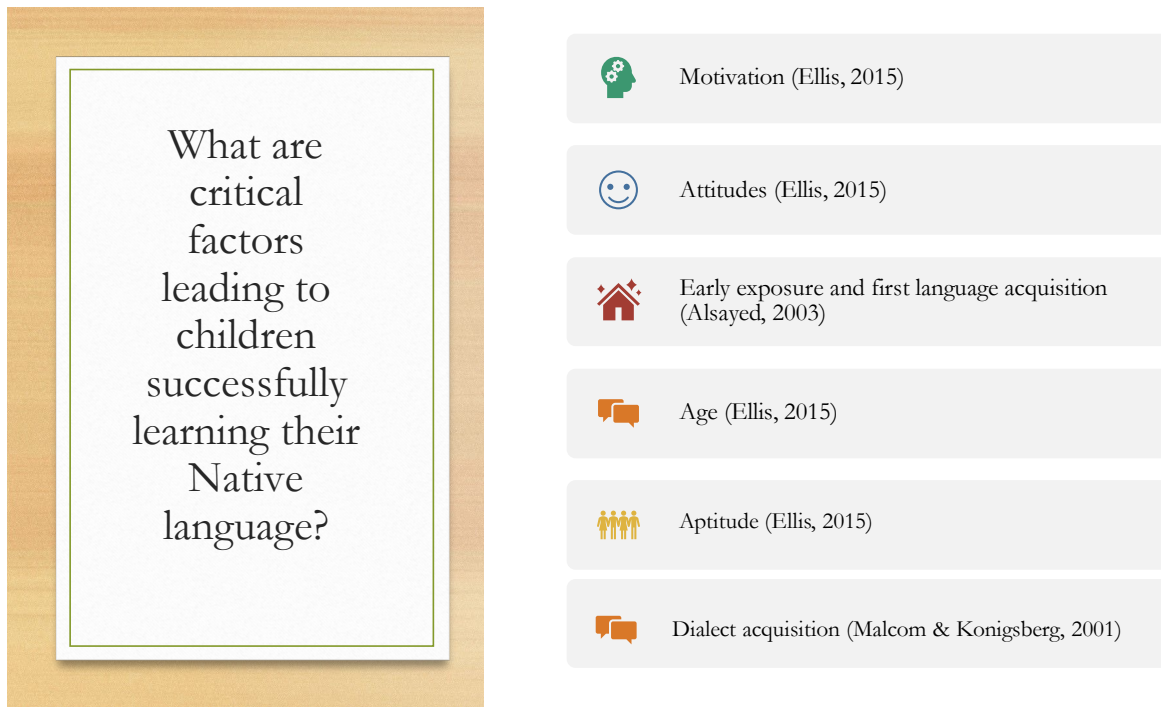 What are
critical
factors
leading to
children
successfully
learning their
Native
language?
Motivation (Ellis, 2015)
Attitudes (Ellis, 2015)
Early exposure and first language acquisition
(Alsayed, 2003)
Age (Ellis, 2015)
Aptitude (Ellis, 2015)
Dialect acquisition (Malcom & Konigsberg, 2001)